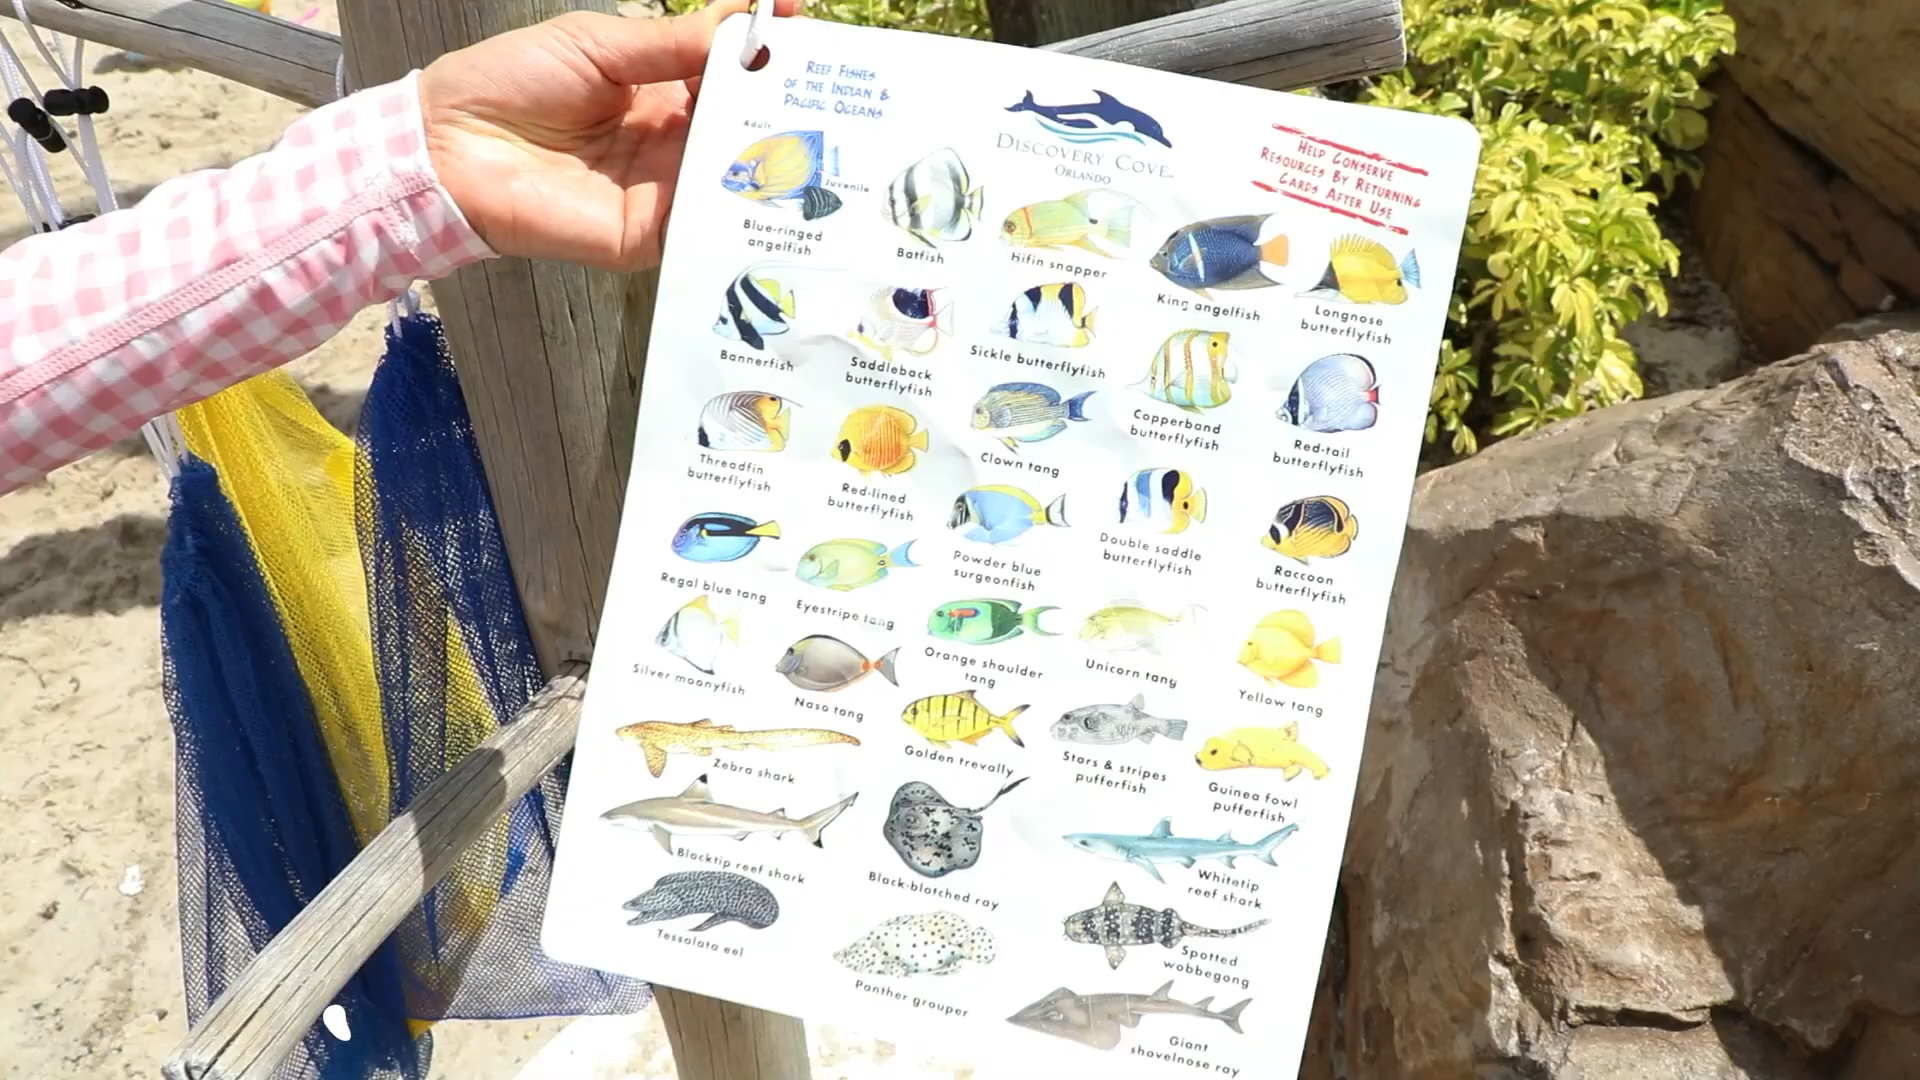 Reef Fishes
of the Indian &
Pacific Oceans
Discovery Cove
Orlando
Help Conserve
Resources By Returning
Cards After Use
Adult
Juvenile
Blue-ringed
angelfish
Batfish
Hifin snapper
King angelfish
Longnose
butterflyfish
Bannerfish
Saddleback
butterflyfish
Sickle butterflyfish
Copperband
butterflyfish
Red-tail
butterflyfish
Threadfin
butterflyfish
Red-lined
butterflyfish
Clown tang
Double saddle
butterflyfish
Raccoon
butterflyfish
Regal blue tang
Eyestripe tang
Powder blue
surgeonfish
Orange shoulder
tang
Unicorn tang
Yellow tang
Silver moonyfish
Naso tang
Golden trevally
Stars & stripes
pufferfish
Guinea fowl
pufferfish
Zebra shark
Blacktip reef shark
Black-blotched ray
Whitetip
reef shark
Tessalata eel
Panther grouper
Spotted
wobbegong
Giant
shovelnose ray